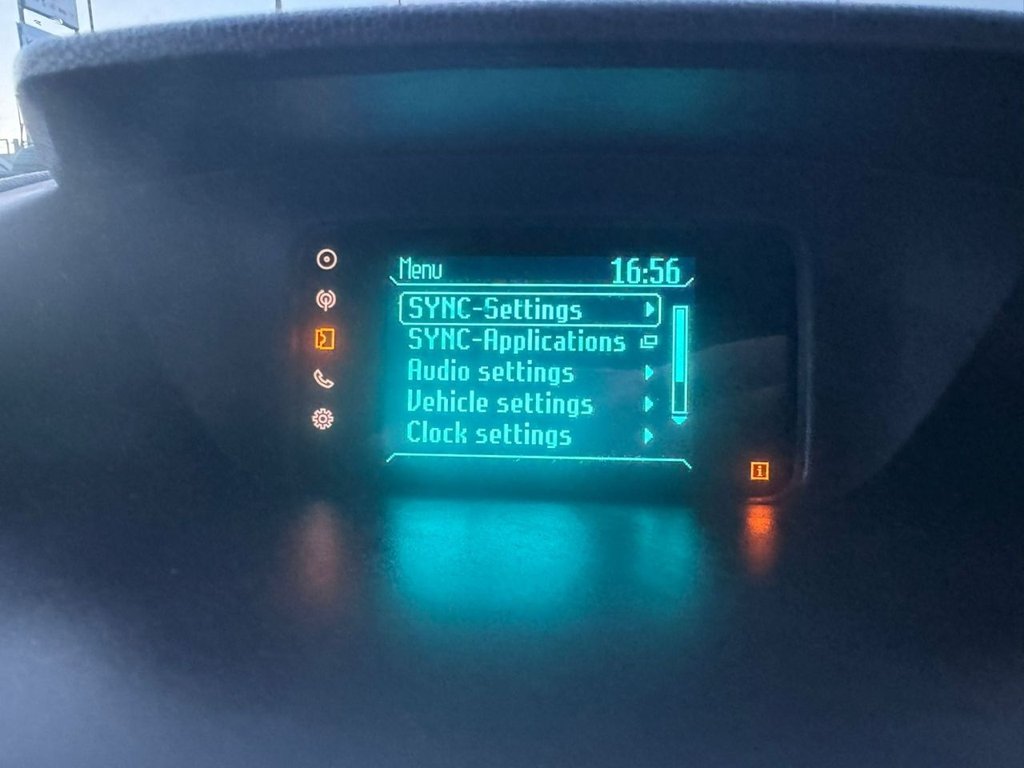 Menu 16:56
SYNC-Settings
SYNC-Applications
Audio settings
Vehicle settings
Clock settings
i